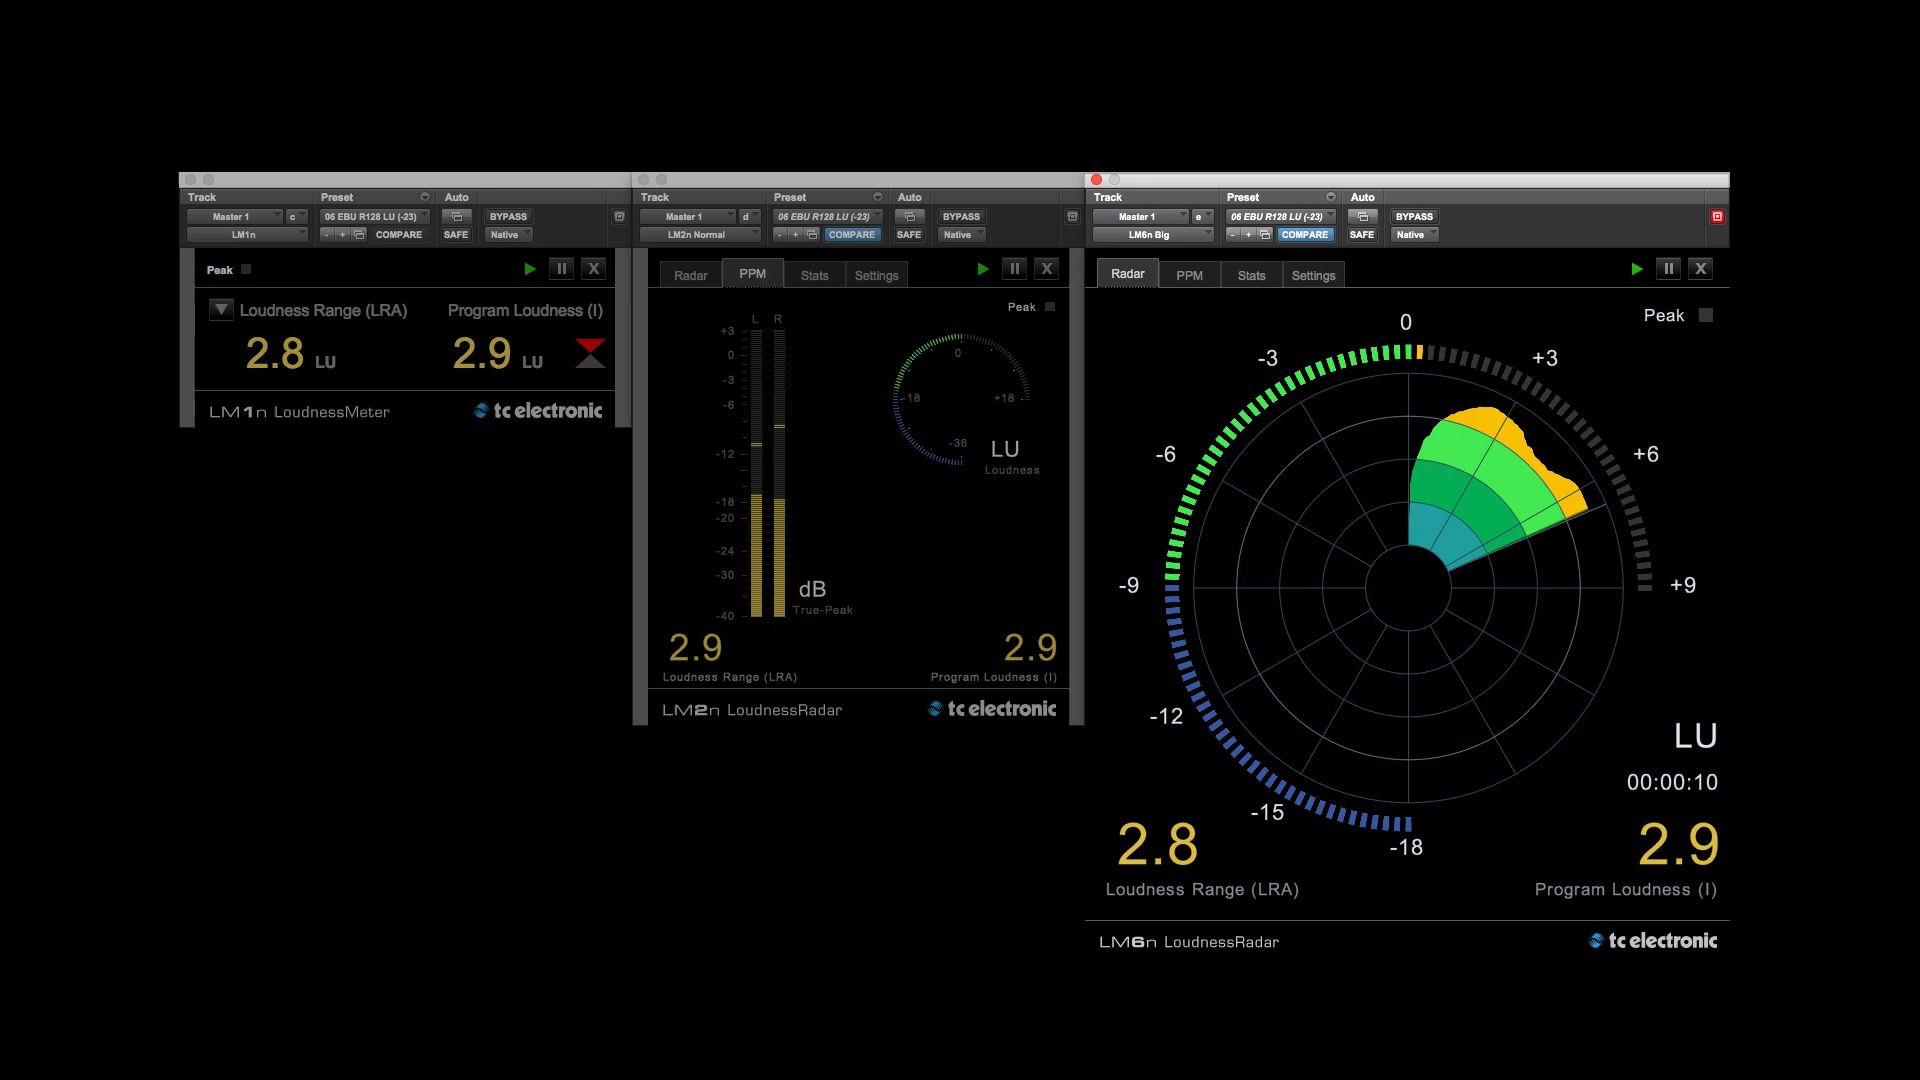 Track Preset Auto
Master 1 c 06 EBU R128 LU (-23) BYPASS
LM1n - + COMPARE SAFE Native
Peak X
Loudness Range (LRA) Program Loudness (I)
2.8 LU 2.9 LU
LM1n LoudnessMeter tc electronic
Track Preset Auto
Master 1 d 06 EBU R128 LU (-23) BYPASS
LM2n Normal - + COMPARE SAFE Native
Radar PPM Stats Settings X
Peak
L R
+3
0
-3
-6
-12
-18
-20
-24
-30
-40
dB
True-Peak
0
-18 +18
-36
LU
Loudness
2.9 2.9
Loudness Range (LRA) Program Loudness (I)
LM2n LoudnessRadar tc electronic
Track Preset Auto
Master 1 e 06 EBU R128 LU (-23) BYPASS
LM6n Big - + COMPARE SAFE Native
Radar PPM Stats Settings X
Peak
0
-3 +3
-6 +6
-9 +9
-12
-15
-18
LU
00:00:10
2.8 2.9
Loudness Range (LRA) Program Loudness (I)
LM6n LoudnessRadar tc electronic